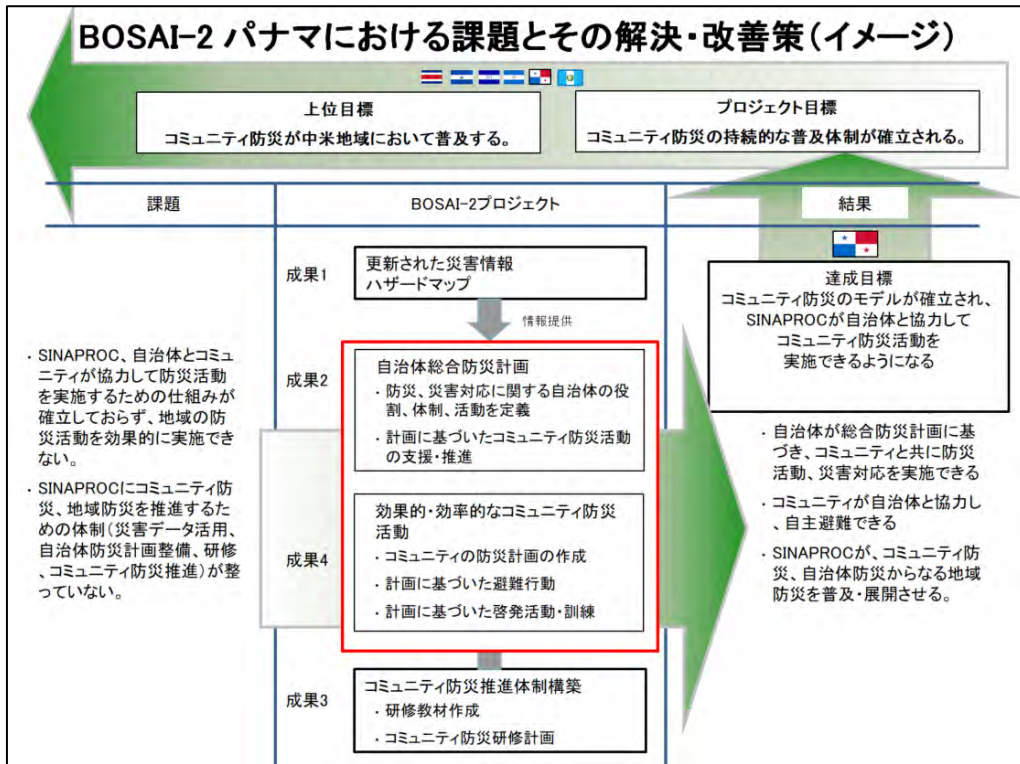 BOSAI-2 パナマにおける課題とその解決・改善策(イメージ)
上位目標
コミュニティ防災が中米地域において普及する。
プロジェクト目標
コミュニティ防災の持続的な普及体制が確立される。
課題
BOSAI-2プロジェクト
結果
・SINAPROC、自治体とコミュ
ニティが協力して防災活動
を実施するための仕組みが
確立しておらず、地域の防
災活動を効果的に実施でき
ない。
・SINAPROCにコミュニティ防
災、地域防災を推進するた
めの体制(災害データ活用、
自治体防災計画整備、研修
、コミュニティ防災推進)が整
っていない。
成果1
更新された災害情報
ハザードマップ
情報提供
成果2
自治体総合防災計画
・防災、災害対応に関する自治体の役
割、体制、活動を定義
・計画に基づいたコミュニティ防災活動
の支援・推進
成果4
効果的・効率的なコミュニティ防災
活動
・コミュニティの防災計画の作成
・計画に基づいた避難行動
・計画に基づいた啓発活動・訓練
成果3
コミュニティ防災推進体制構築
・研修教材作成
・コミュニティ防災研修計画
達成目標
コミュニティ防災のモデルが確立され、
SINAPROCが自治体と協力して
コミュニティ防災活動を
実施できるようになる
・自治体が総合防災計画に基
づき、コミュニティと共に防災
活動、災害対応を実施できる
・コミュニティが自治体と協力し
、自主避難できる
・SINAPROCが、コミュニティ防
災、自治体防災からなる地域
防災を普及・展開させる。